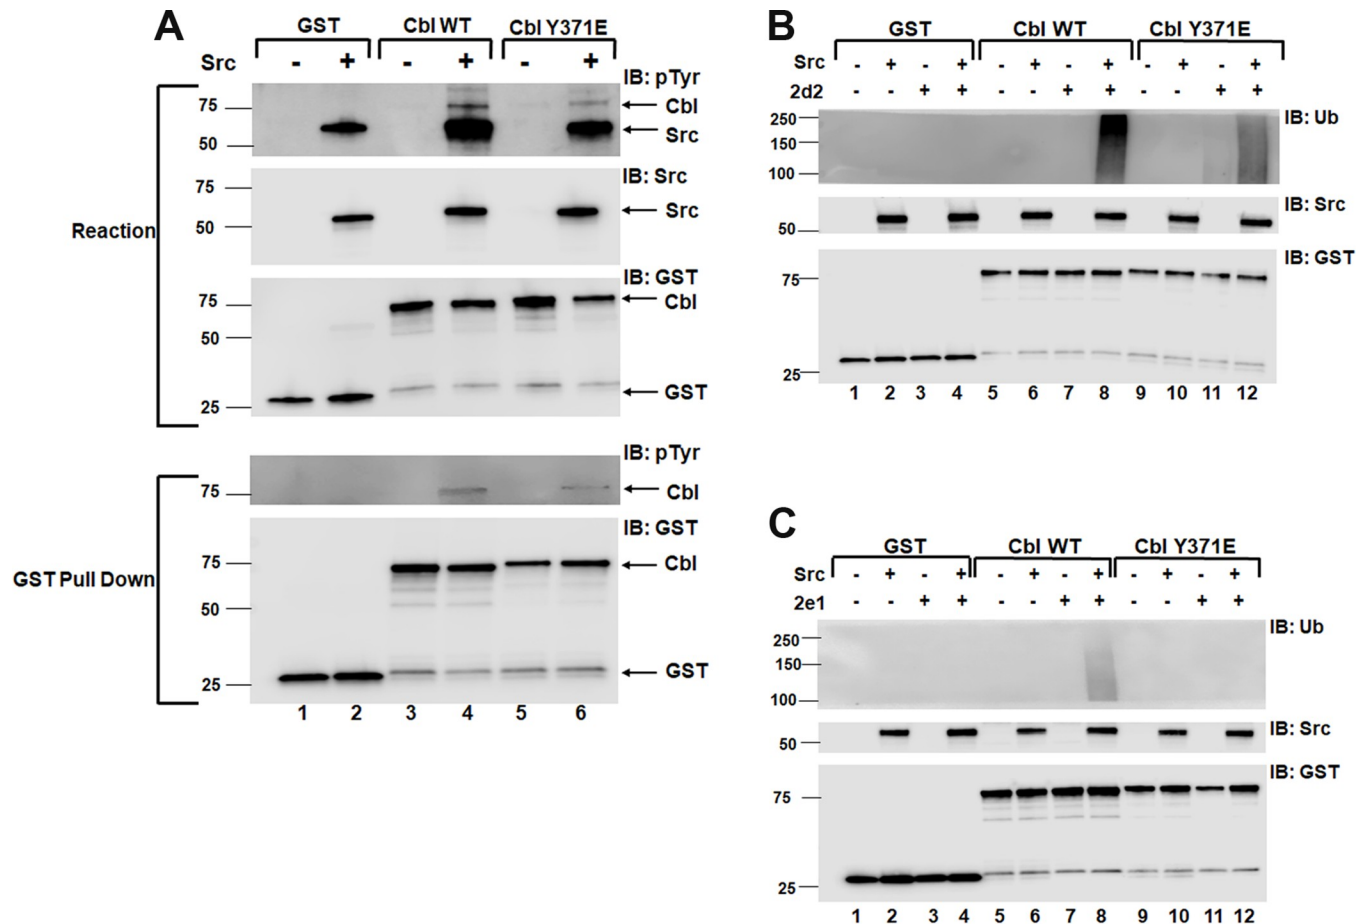 A
GST Cbl WT Cbl Y371E
Src - + - + - +
IB: pTyr
75
Cbl
Src
50
Reaction
IB: Src
75
Src
50
IB: GST
75
Cbl
50
GST
25
GST Pull Down
IB: pTyr
75
Cbl
IB: GST
75
Cbl
50
GST
25
1 2 3 4 5 6
B
GST Cbl WT Cbl Y371E
Src - + - + - + - + - + - +
2d2 - - + + - - + + - - + +
IB: Ub
250
150
100
IB: Src
50
IB: GST
75
25
1 2 3 4 5 6 7 8 9 10 11 12
C
GST Cbl WT Cbl Y371E
Src - + - + - + - + - + - +
2e1 - - + + - - + + - - + +
IB: Ub
250
150
100
IB: Src
50
IB: GST
75
25
1 2 3 4 5 6 7 8 9 10 11 12